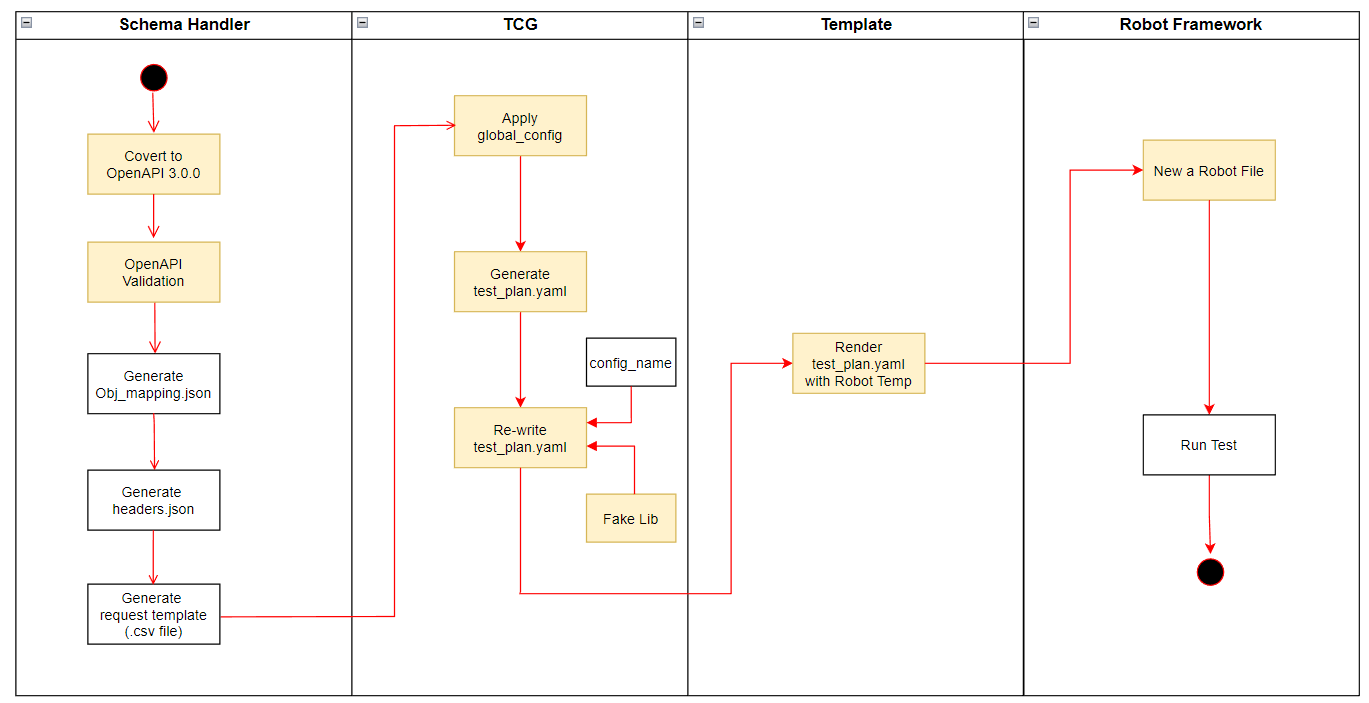 Schema Handler
TCG
Template
Robot Framework
Covert to
OpenAPI 3.0.0
OpenAPI
Validation
Generate
Obj_mapping.json
Generate
headers.json
Generate
request template
(.csv file)
Apply
global_config
Generate
test_plan.yaml
config_name
Re-write
test_plan.yaml
Fake Lib
Render
test_plan.yaml
with Robot Temp
New a Robot File
Run Test